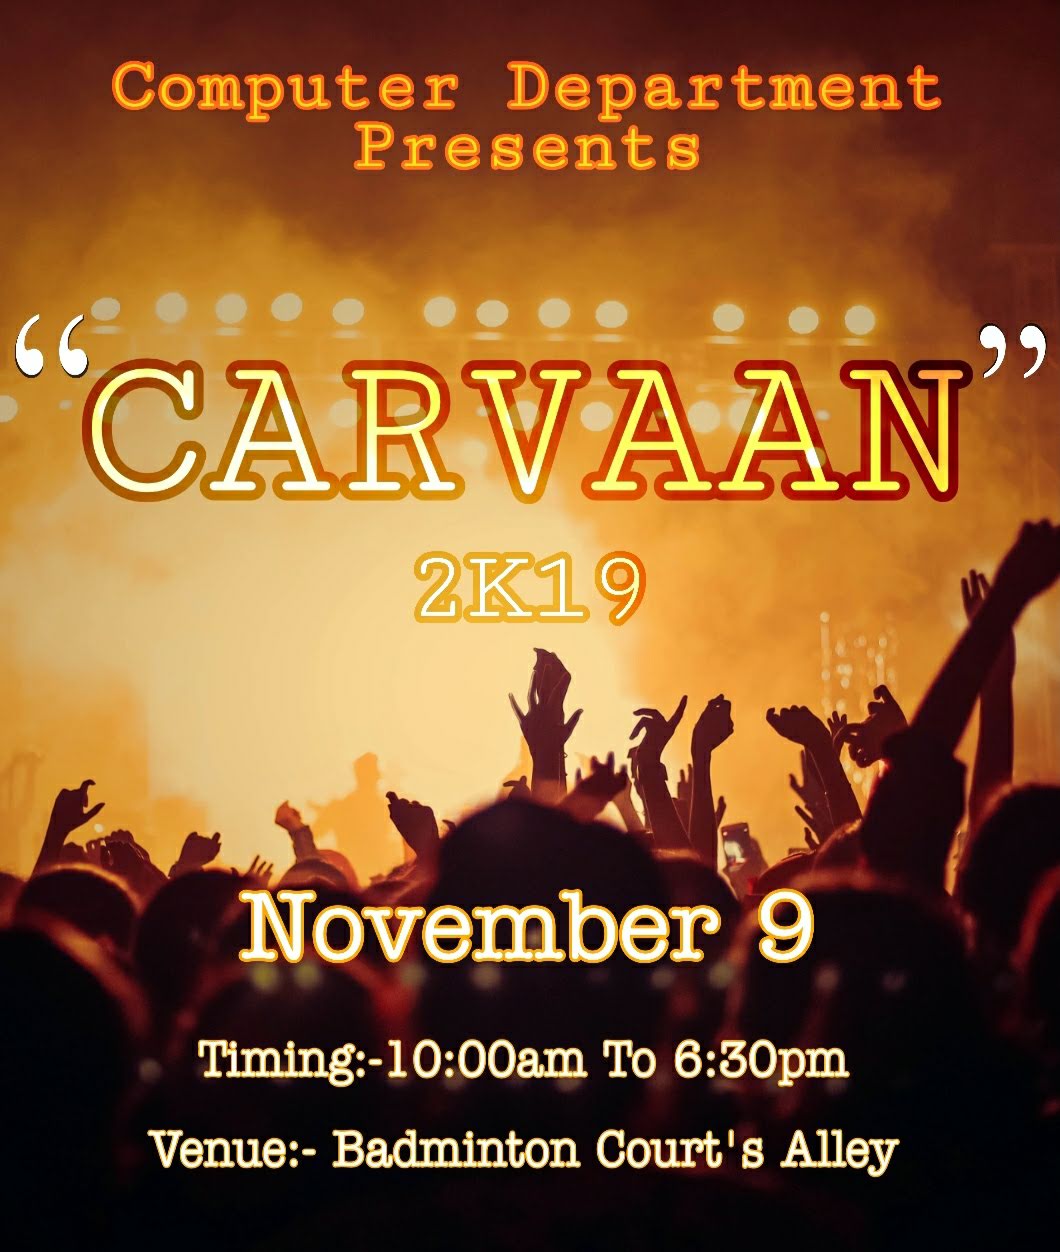 Computer Department
Presents
“CARVAAN”
2K19
November 9
Timing:-10:00am To 6:30pm
Venue:- Badminton Court's Alley